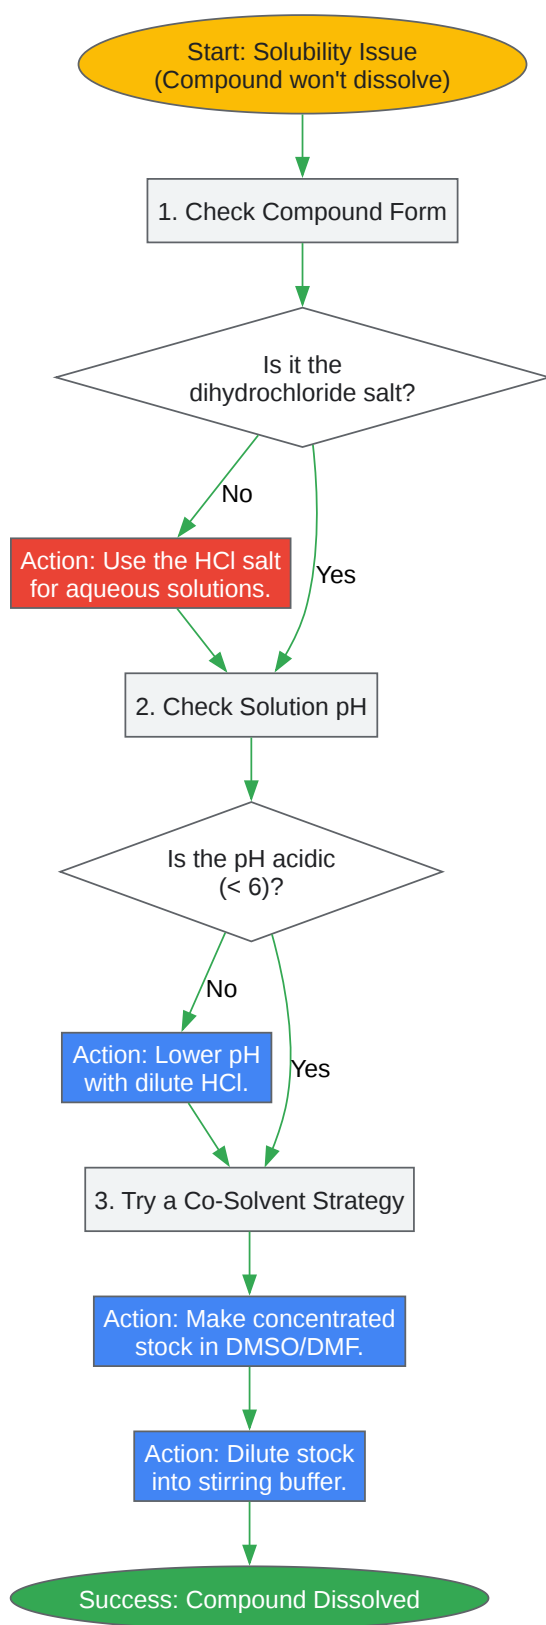 Start: Solubility Issue
(Compound won't dissolve)
1. Check Compound Form
Is it the
dihydrochloride salt?
No
Action: Use the HCl salt
for aqueous solutions.
Yes
2. Check Solution pH
Is the pH acidic
(< 6)?
No
Action: Lower pH
with dilute HCl.
Yes
3. Try a Co-Solvent Strategy
Action: Make concentrated
stock in DMSO/DMF.
Action: Dilute stock
into stirring buffer.
Success: Compound Dissolved